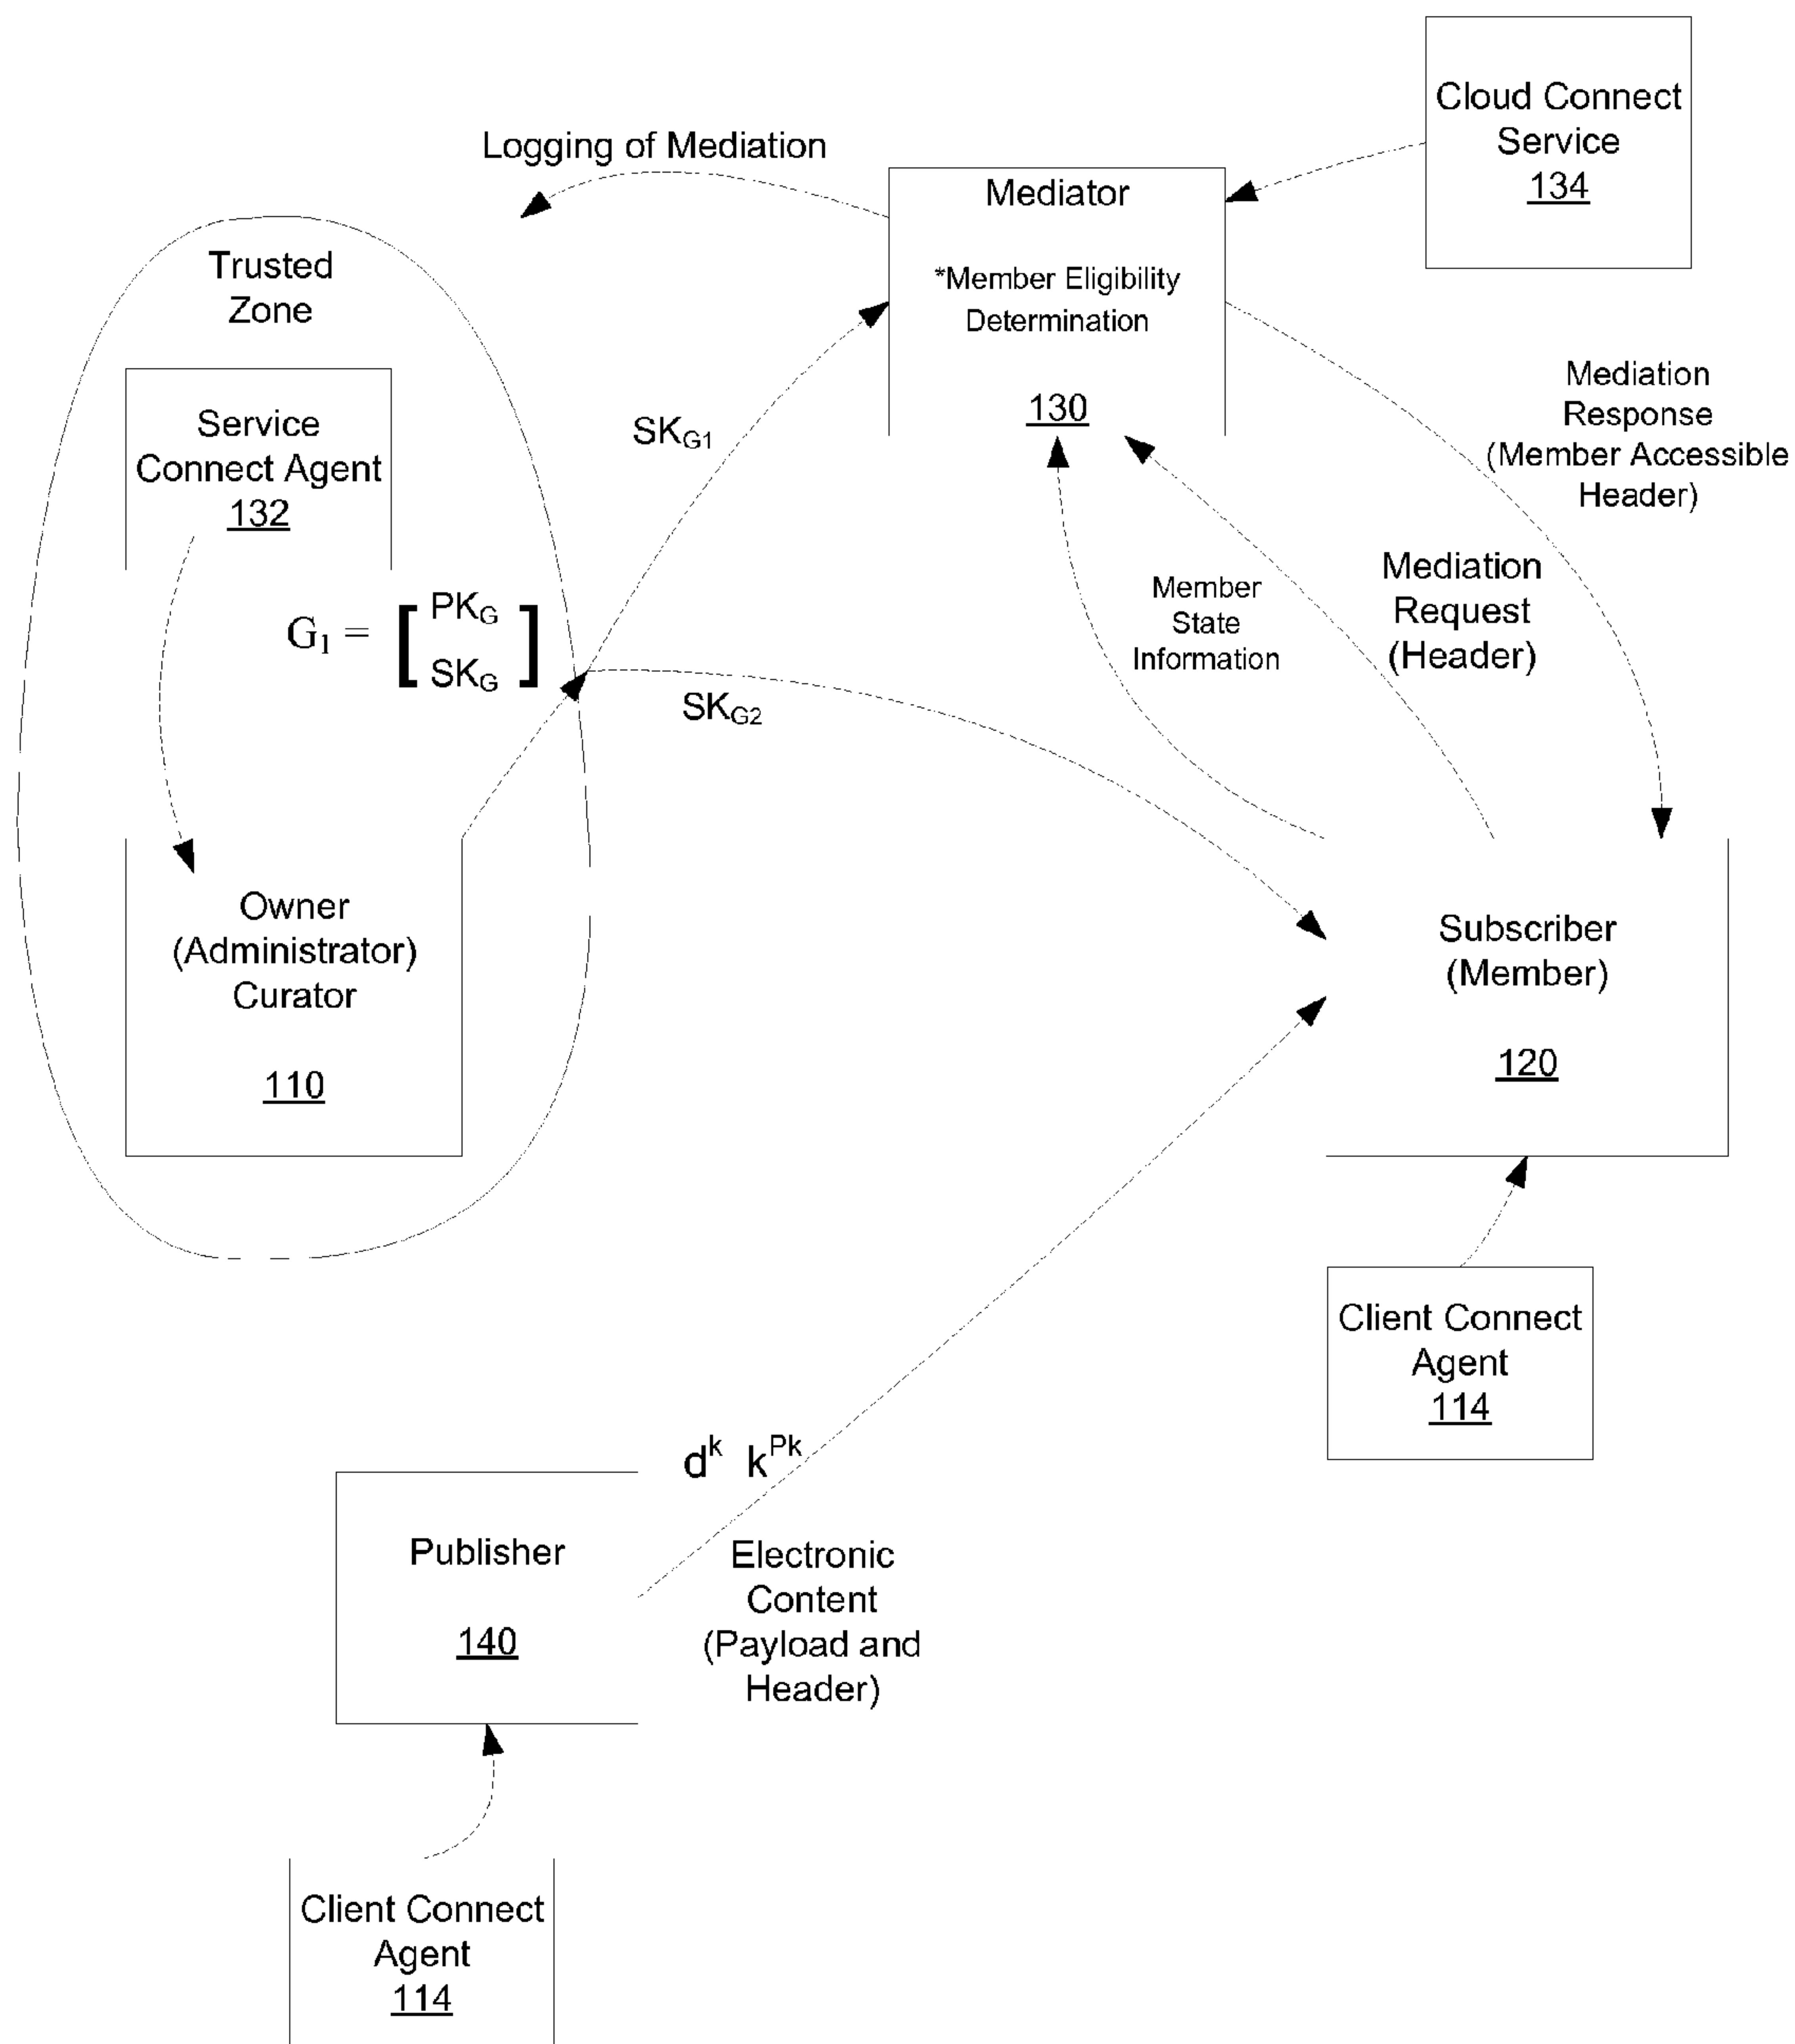 Cloud Connect
Service
134
Logging of Mediation
Mediator
*Member Eligibility
Determination
130
Trusted
Zone
Service
Connect Agent
132
SKG1
Mediation
Response
(Member Accessible
Header)
G1 = [ PKG
SKG ]
Member
State
Information
Mediation
Request
(Header)
SKG2
Owner
(Administrator)
Curator
110
Subscriber
(Member)
120
Client Connect
Agent
114
d^k k^Pk
Publisher
140
Electronic
Content
(Payload and
Header)
Client Connect
Agent
114